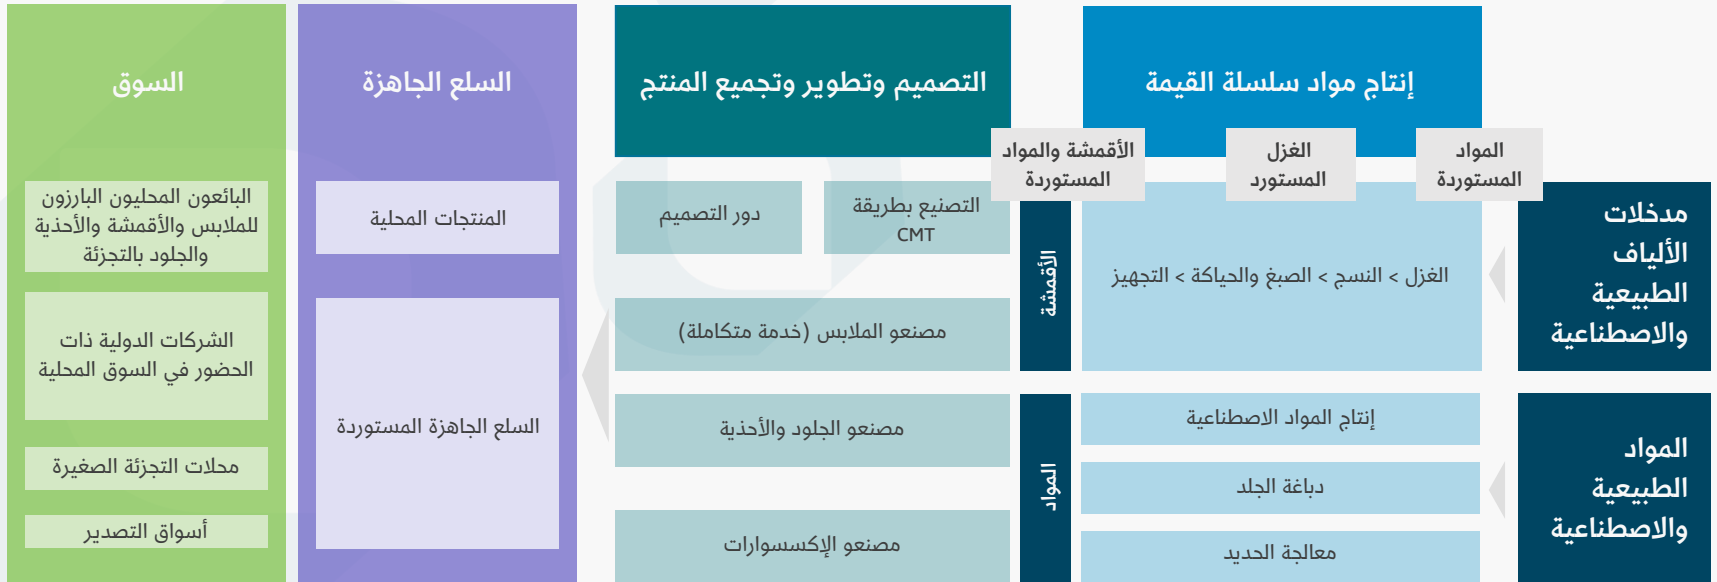 إنتاج مواد سلسلة القيمة
التصميم وتطوير وتجميع المنتج
السلع الجاهزة
السوق
المواد
المستوردة
الغزل
المستورد
الأقمشة والمواد
المستوردة
مدخلات
الألياف
الطبيعية
والاصطناعية
الغزل > النسج > الصبغ والحياكة > التجهيز
الأقمشة
التصنيع بطريقة
CMT
دور التصميم
مصنعو الملابس (خدمة متكاملة)
المواد
الطبيعية
والاصطناعية
إنتاج المواد الاصطناعية
دباغة الجلد
معالجة الحديد
المواد
مصنعو الجلود والأحذية
مصنعو الإكسسوارات
المنتجات المحلية
السلع الجاهزة المستوردة
البائعون المحليون البارزون
للملابس والأقمشة والأحذية
والجلود بالتجزئة
الشركات الدولية ذات
الحضور في السوق المحلية
محلات التجزئة الصغيرة
أسواق التصدير